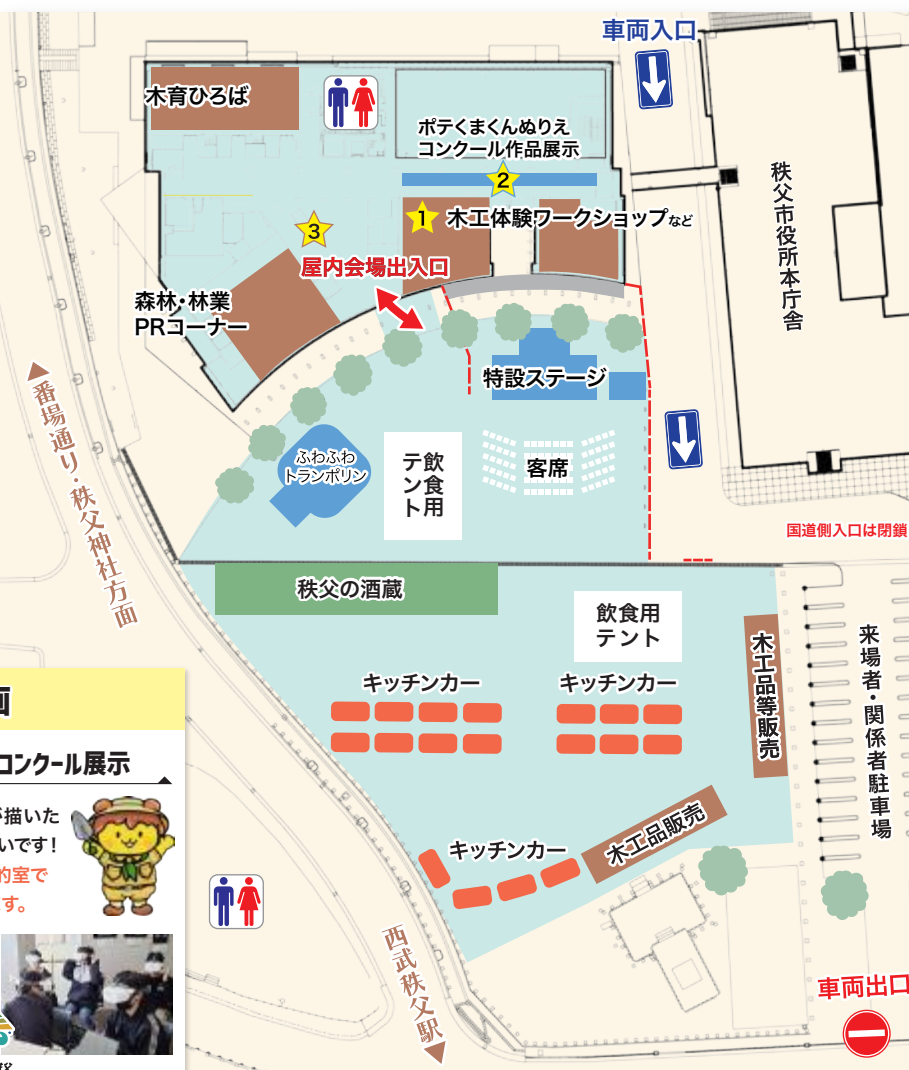 車両入口
木育ひろば
ポテくまくんぬりえ
コンクール作品展示
2
1
木工体験ワークショップなど
3
屋内会場出入口
森林・林業
PRコーナー
秩父市役所本庁舎
特設ステージ
番場通り・秩父神社方面
ふわふわ
トランポリン
飲食用
テント
客席
国道側入口は閉鎖
秩父の酒蔵
飲食用
テント
木工品等販売
来場者・関係者駐車場
キッチンカー
キッチンカー
キッチンカー
木工品販売
西武秩父駅
車両出口
画
コンクール展示
が描いた
いです！
的室で
す。